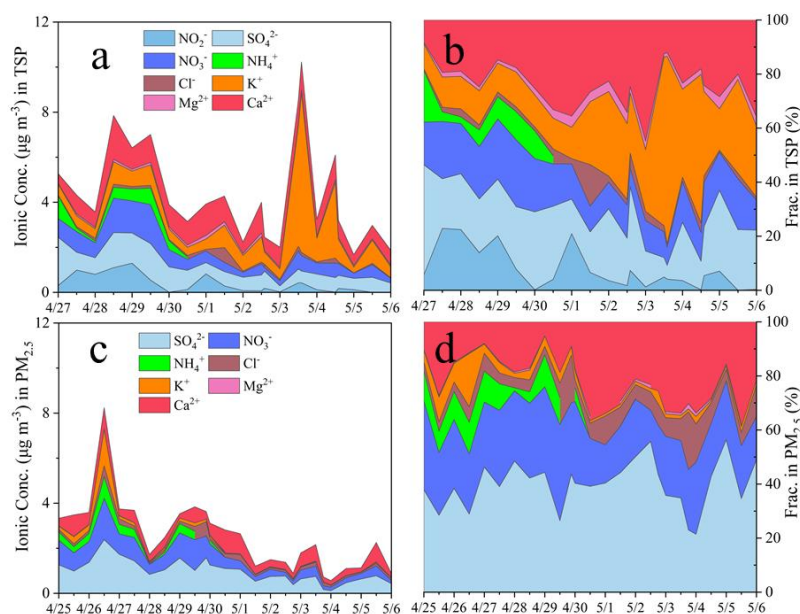 12
8
4
0
Ionic Conc. (μg m⁻³) in TSP
a
NO₂⁻ SO₄²⁻
NO₃⁻ NH₄⁺
Cl⁻ K⁺
Mg²⁺ Ca²⁺
4/27 4/28 4/29 4/30 5/1 5/2 5/3 5/4 5/5 5/6
b
100
80
60
40
20
0
Frac. in TSP (%)
4/27 4/28 4/29 4/30 5/1 5/2 5/3 5/4 5/5 5/6
12
8
4
0
Ionic Conc. (μg m⁻³) in PM₂.₅
c
SO₄²⁻ NO₃⁻
NH₄⁺ Cl⁻
K⁺ Mg²⁺
Ca²⁺
4/25 4/26 4/27 4/28 4/29 4/30 5/1 5/2 5/3 5/4 5/5 5/6
d
100
80
60
40
20
0
Frac. in PM₂.₅ (%)
4/25 4/26 4/27 4/28 4/29 4/30 5/1 5/2 5/3 5/4 5/5 5/6